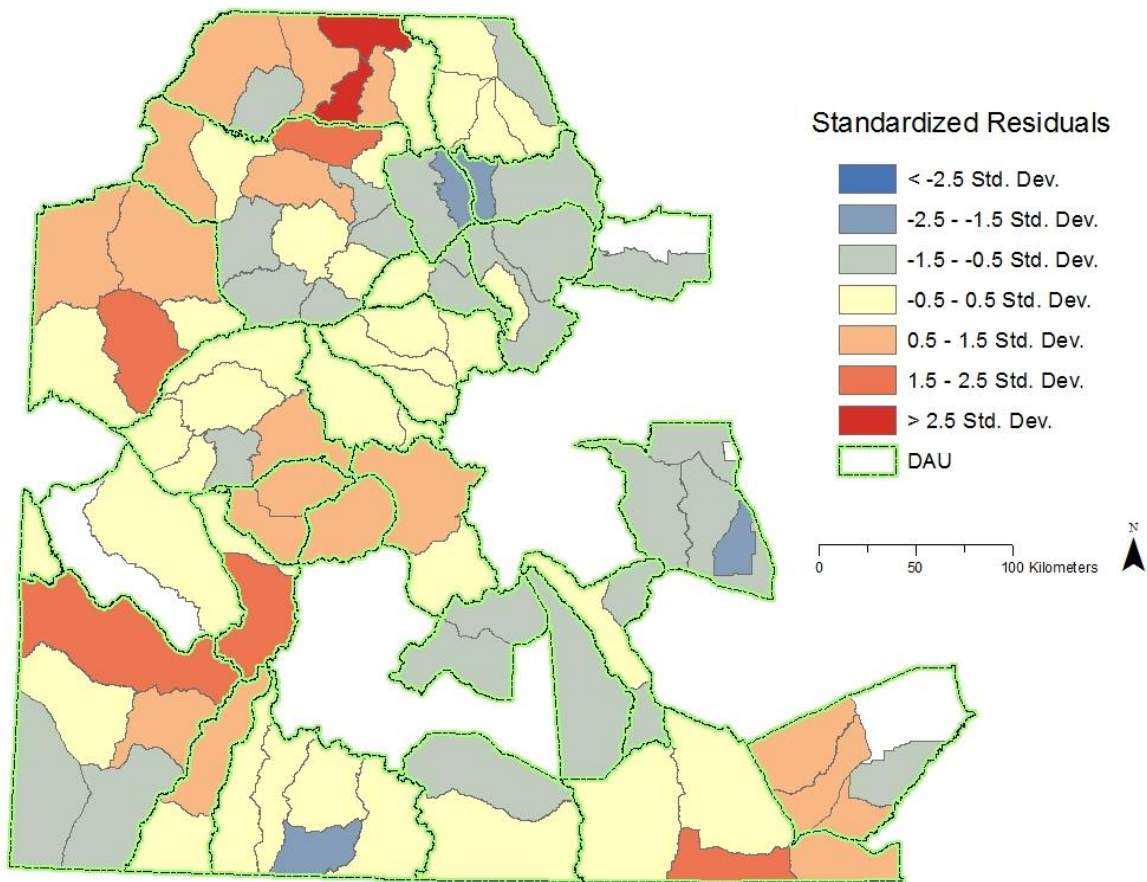 Standardized Residuals
< -2.5 Std. Dev.
-2.5 - -1.5 Std. Dev.
-1.5 - -0.5 Std. Dev.
-0.5 - 0.5 Std. Dev.
0.5 - 1.5 Std. Dev.
1.5 - 2.5 Std. Dev.
> 2.5 Std. Dev.
DAU
N
0 50 100 Kilometers